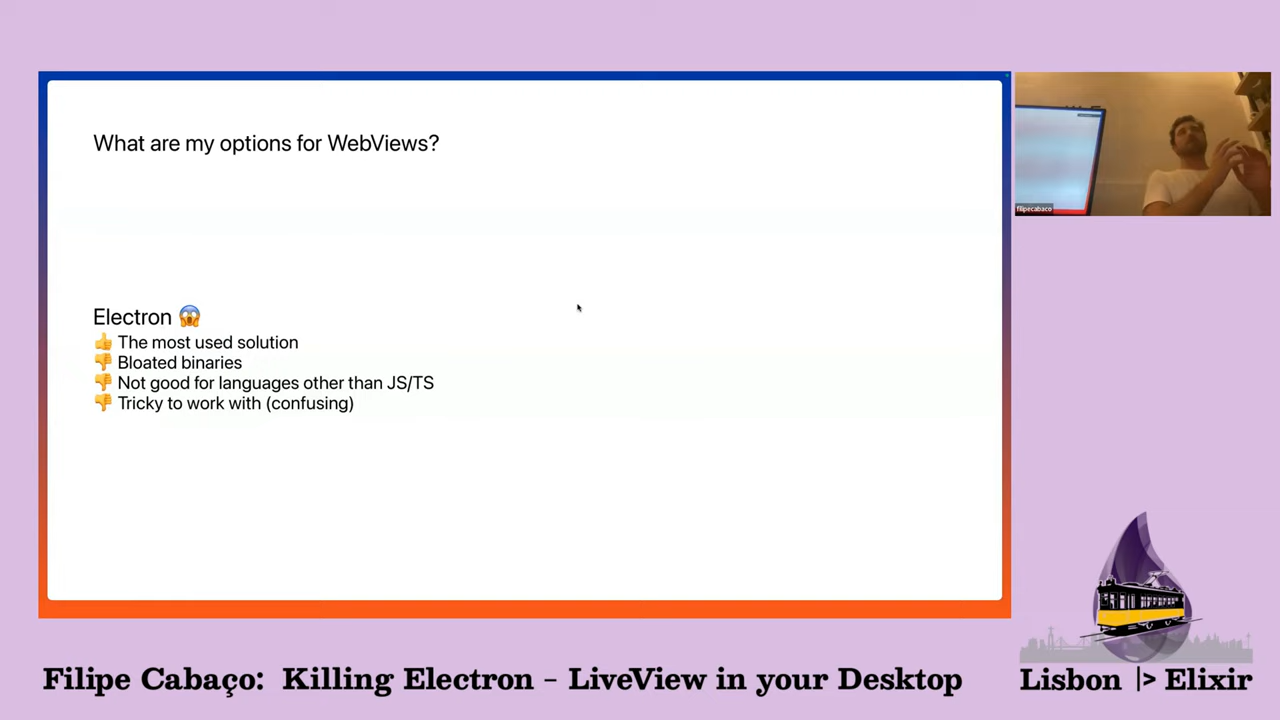 What are my options for WebViews?
Electron 😱
👍 The most used solution
👎 Bloated binaries
👎 Not good for languages other than JS/TS
👎 Tricky to work with (confusing)
filipecabaco
Filipe Cabaço: Killing Electron - LiveView in your Desktop
Lisbon |> Elixir